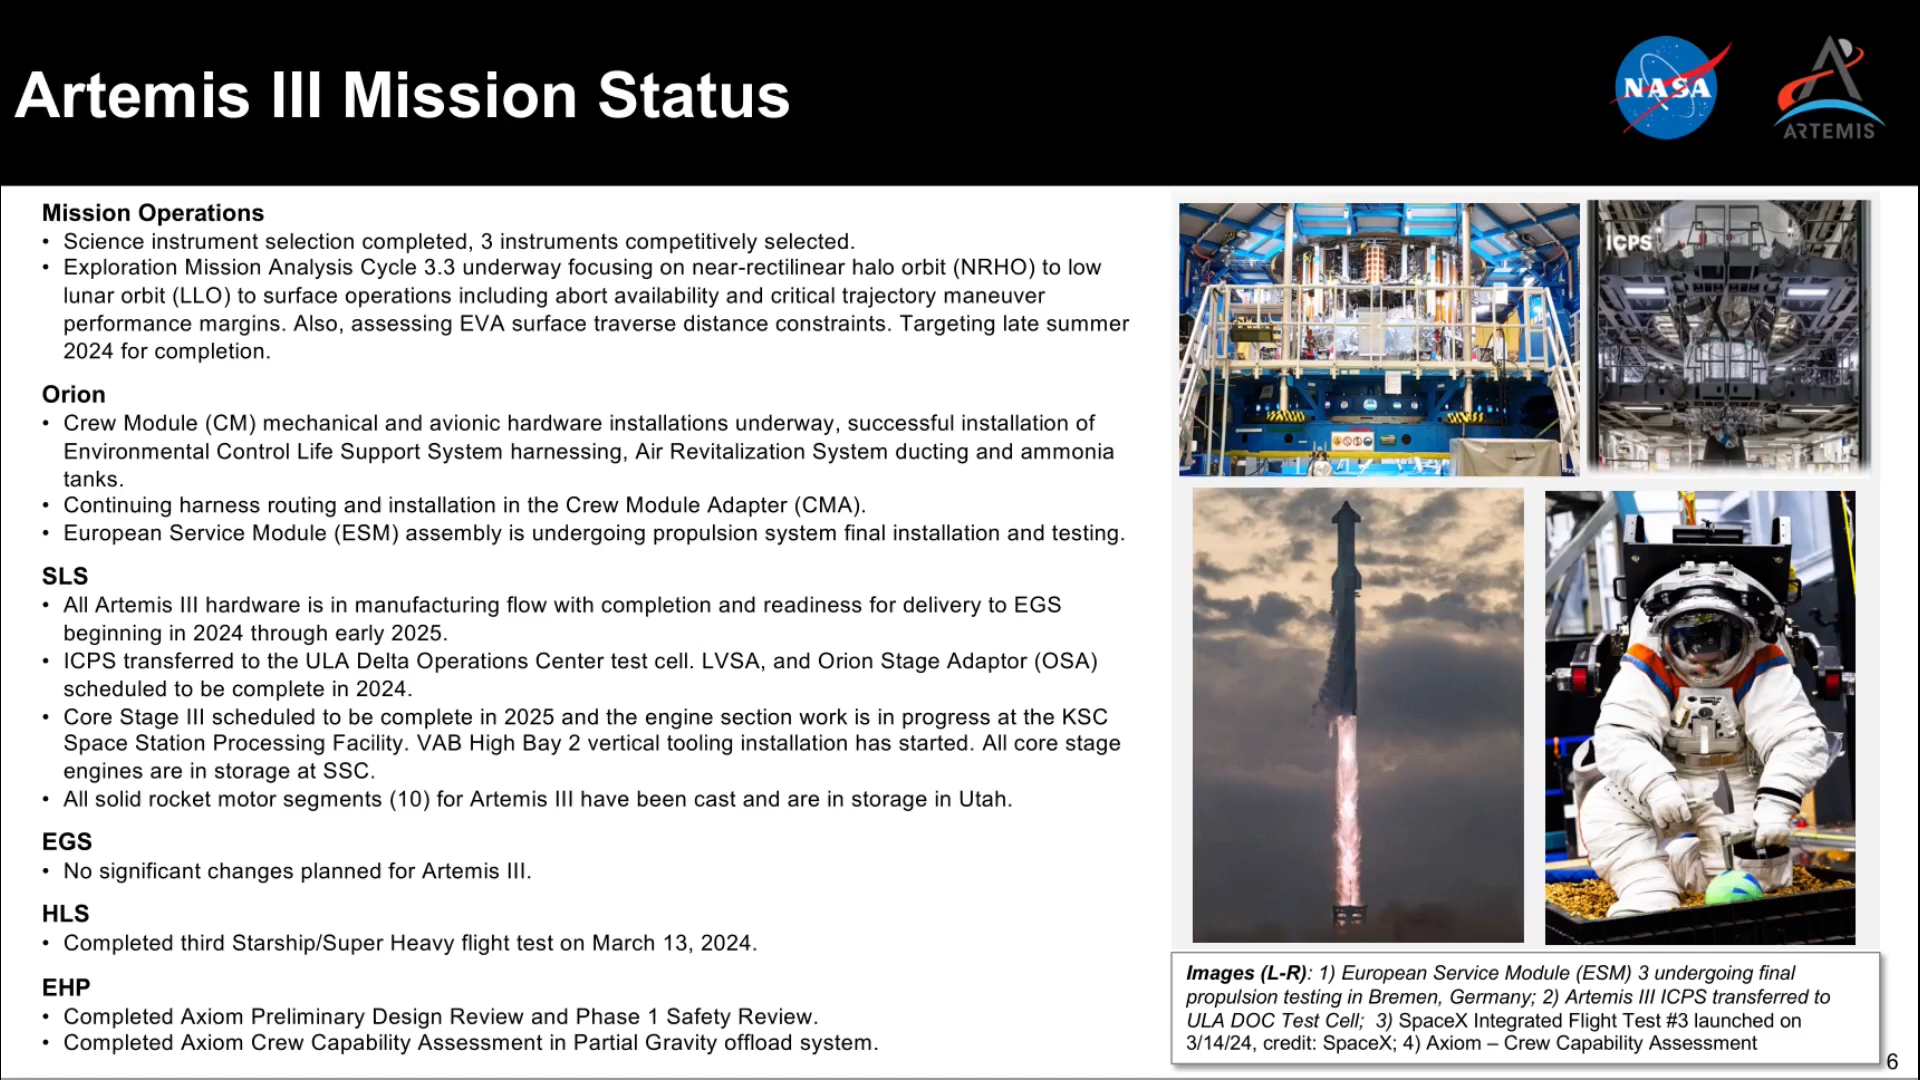 Artemis III Mission Status
NASA
ARTEMIS
Mission Operations
• Science instrument selection completed, 3 instruments competitively selected.
• Exploration Mission Analysis Cycle 3.3 underway focusing on near-rectilinear halo orbit (NRHO) to low
lunar orbit (LLO) to surface operations including abort availability and critical trajectory maneuver
performance margins. Also, assessing EVA surface traverse distance constraints. Targeting late summer
2024 for completion.
Orion
• Crew Module (CM) mechanical and avionic hardware installations underway, successful installation of
Environmental Control Life Support System harnessing, Air Revitalization System ducting and ammonia
tanks.
• Continuing harness routing and installation in the Crew Module Adapter (CMA).
• European Service Module (ESM) assembly is undergoing propulsion system final installation and testing.
SLS
• All Artemis III hardware is in manufacturing flow with completion and readiness for delivery to EGS
beginning in 2024 through early 2025.
• ICPS transferred to the ULA Delta Operations Center test cell. LVSA, and Orion Stage Adaptor (OSA)
scheduled to be complete in 2024.
• Core Stage III scheduled to be complete in 2025 and the engine section work is in progress at the KSC
Space Station Processing Facility. VAB High Bay 2 vertical tooling installation has started. All core stage
engines are in storage at SSC.
• All solid rocket motor segments (10) for Artemis III have been cast and are in storage in Utah.
EGS
• No significant changes planned for Artemis III.
HLS
• Completed third Starship/Super Heavy flight test on March 13, 2024.
EHP
• Completed Axiom Preliminary Design Review and Phase 1 Safety Review.
• Completed Axiom Crew Capability Assessment in Partial Gravity offload system.
ICPS
Images (L-R): 1) European Service Module (ESM) 3 undergoing final
propulsion testing in Bremen, Germany; 2) Artemis III ICPS transferred to
ULA DOC Test Cell; 3) SpaceX Integrated Flight Test #3 launched on
3/14/24, credit: SpaceX; 4) Axiom – Crew Capability Assessment
6